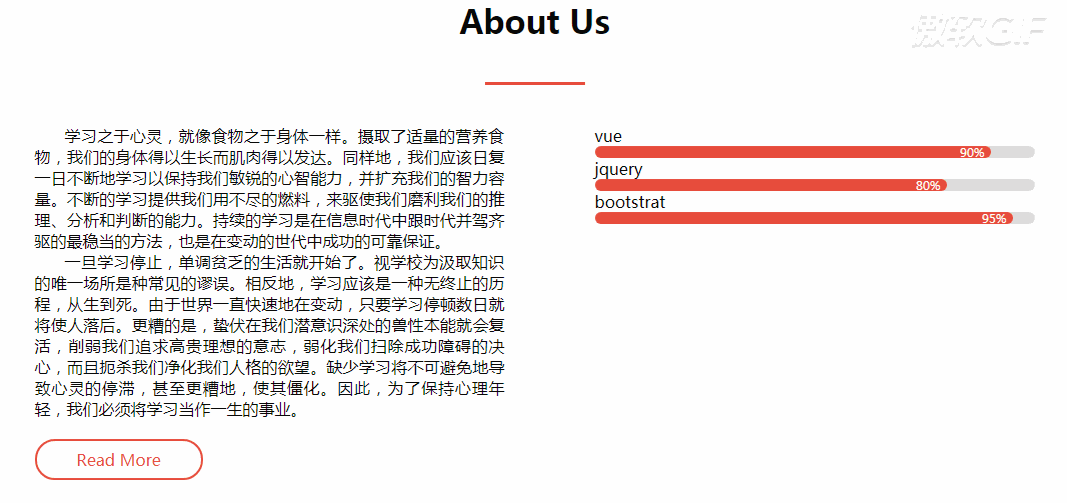 About Us
傲软GIF
学习之于心灵，就像食物之于身体一样。摄取了适量的营养食
物，我们的身体得以生长而肌肉得以发达。同样地，我们应该日复
一日不断地学习以保持我们敏锐的心智能力，并扩充我们的智力容
量。不断的学习提供我们用不尽的燃料，来驱使我们磨利我们的推
理、分析和判断的能力。持续的学习是在信息时代中跟时代并驾齐
驱的最稳当的方法，也是在变动的世代中成功的可靠保证。
一旦学习停止，单调贫乏的生活就开始了。视学校为汲取知识
的唯一场所是种常见的谬误。相反地，学习应该是一种无终止的历
程，从生到死。由于世界一直快速地在变动，只要学习停顿数日就
将使人落后。更糟的是，蛰伏在我们潜意识深处的兽性本能就会复
活，削弱我们追求高贵理想的意志，弱化我们扫除成功障碍的决
心，而且扼杀我们净化我们人格的欲望。缺少学习将不可避免地导
致心灵的停滞，甚至更糟地，使其僵化。因此，为了保持心理年
轻，我们必须将学习当作一生的事业。
Read More
vue
90%
jquery
80%
bootstrat
95%